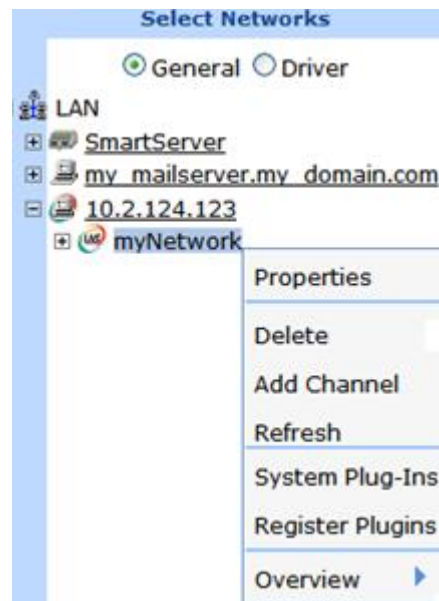 Select Networks
General Driver
LAN
SmartServer
my_mailserver.my_domain.com
10.2.124.123
myNetwork
Properties
Delete
Add Channel
Refresh
System Plug-Ins
Register Plugins
Overview